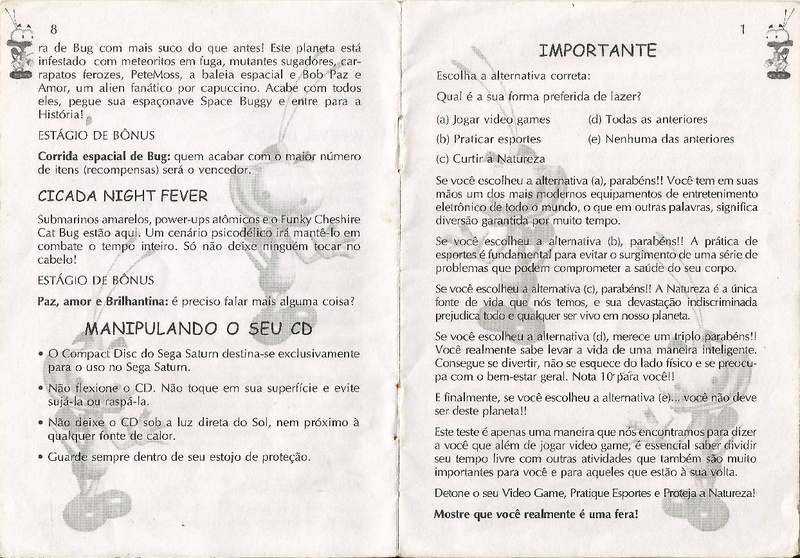 8
ra de Bug com mais suco do que antes! Este planeta está
infestado com meteoritos em fuga, mutantes sugadores, car-
rapatos ferozes, PeteMoss, a baleia espacial e Bob Paz e
Amor, um alien fanático por capuccino. Acabe com todos
eles, pegue sua espaçonave Space Buggy e entre para a
História!
ESTÁGIO DE BÔNUS
Corrida espacial de Bug: quem acabar com o maior número
de itens (recompensas) será o vencedor.
CICADA NIGHT FEVER
Submarinos amarelos, power-ups atômicos e o Funky Cheshire
Cat Bug estão aqui. Um cenário psicodélico irá mantê-lo em
combate o tempo inteiro. Só não deixe ninguém tocar no
cabelo!
ESTÁGIO DE BÔNUS
Paz, amor e Brilhantina: é preciso falar mais alguma coisa?
MANIPULANDO O SEU CD
• O Compact Disc do Sega Saturn destina-se exclusivamente
para o uso no Sega Saturn.
• Não flexione o CD. Não toque em sua superfície e evite
sujá-la ou raspá-la.
• Não deixe o CD sob a luz direta do Sol, nem próximo à
qualquer fonte de calor.
• Guarde sempre dentro de seu estojo de proteção.
1
IMPORTANTE
Escolha a alternativa correta:
Qual é a sua forma preferida de lazer?
(a) Jogar video games (d) Todas as anteriores
(b) Praticar esportes (e) Nenhuma das anteriores
(c) Curtir a Natureza
Se você escolheu a alternativa (a), parabéns!! Você tem em suas
mãos um dos mais modernos equipamentos de entretenimento
eletrônico de todo o mundo, o que em outras palavras, significa
diversão garantida por muito tempo.
Se você escolheu a alternativa (b), parabéns!! A prática de
esportes é fundamental para evitar o surgimento de uma série de
problemas que podem comprometer a saúde do seu corpo.
Se você escolheu a alternativa (c), parabéns!! A Natureza é a única
fonte de vida que nós temos, e sua devastação indiscriminada
prejudica todo e qualquer ser vivo em nosso planeta.
Se você escolheu a alternativa (d), merece um triplo parabéns!!
Você realmente sabe levar a vida de uma maneira inteligente.
Consegue se divertir, não se esquece do lado físico e se preocu-
pa com o bem-estar geral. Nota 10 para você!!
E finalmente, se você escolheu a alternativa (e)... você não deve
ser deste planeta!!
Este teste é apenas uma maneira que nós encontramos para dizer
a você que além de jogar video game, é essencial saber dividir
seu tempo livre com outras atividades que também são muito
importantes para você e para aqueles que estão à sua volta.
Detone o seu Video Game, Pratique Esportes e Proteja a Natureza!
Mostre que você realmente é uma fera!